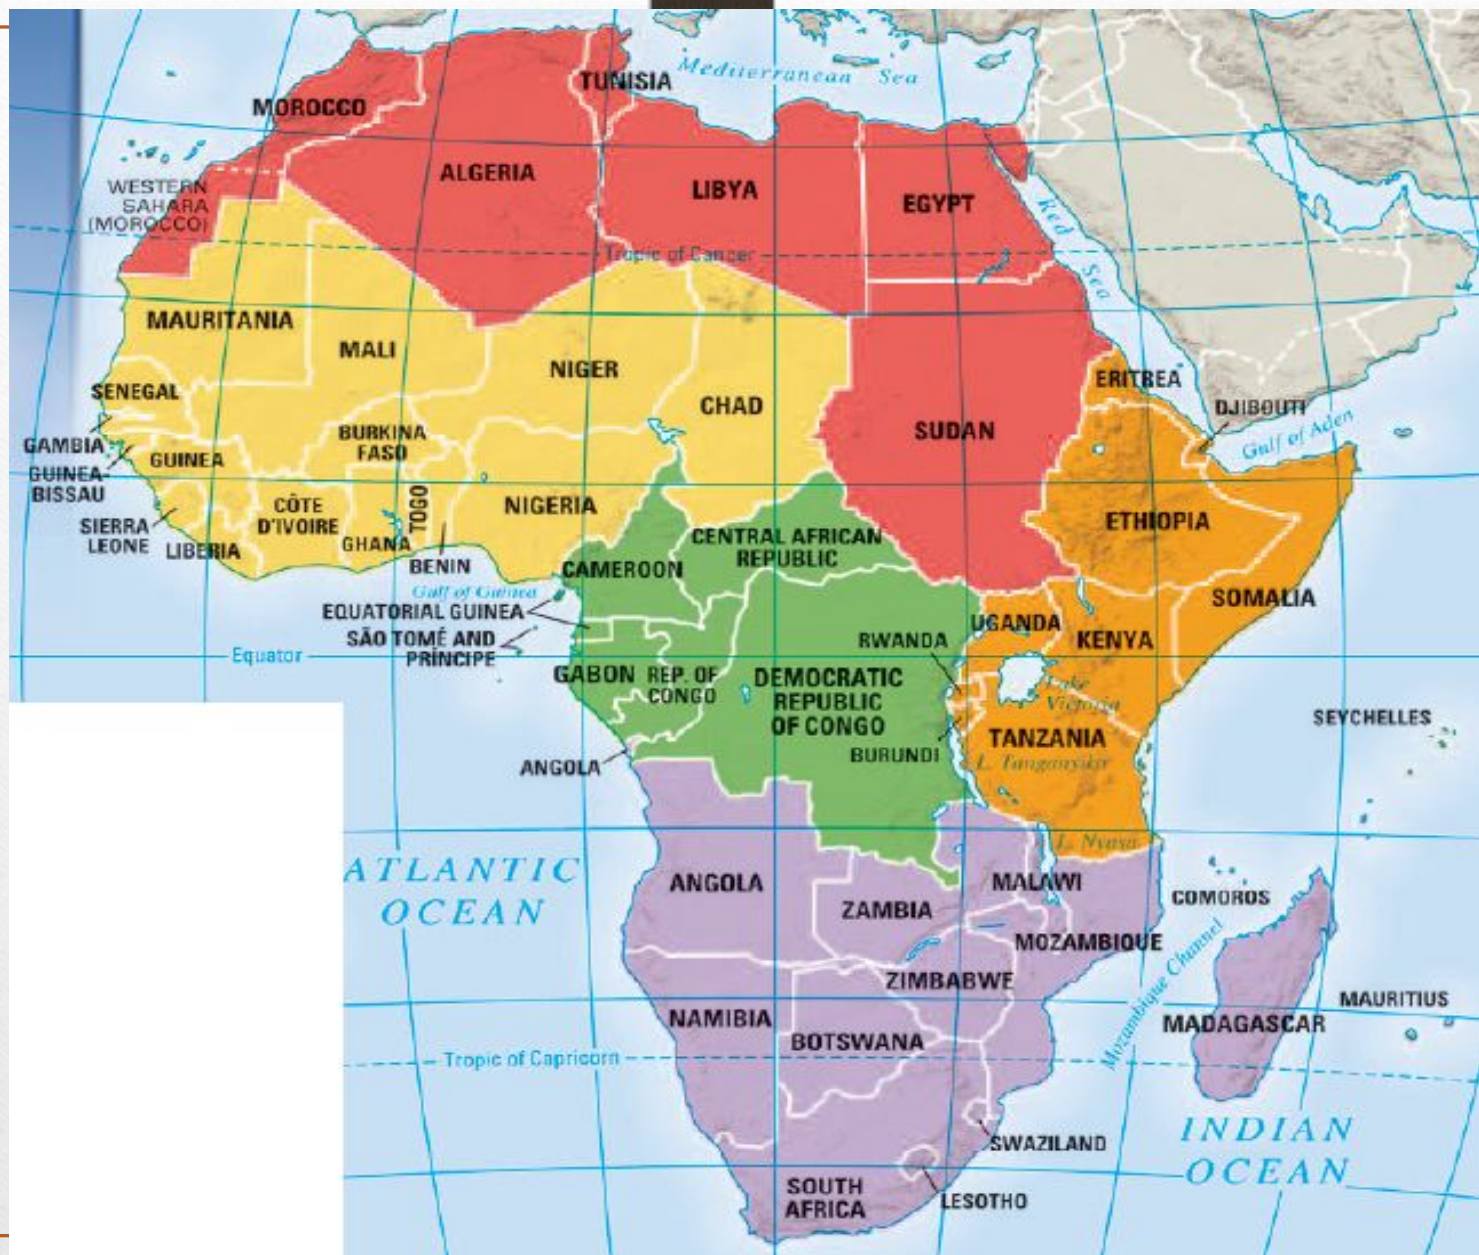 Mediterranean Sea
TUNISIA
MOROCCO
ALGERIA
LIBYA
EGYPT
WESTERN
SAHARA
(MOROCCO)
Red Sea
Tropic of Cancer
MAURITANIA
MALI
NIGER
CHAD
SUDAN
ERITREA
SENEGAL
DJIBOUTI
Gulf of Aden
GAMBIA
GUINEA-
BISSAU
GUINEA
BURKINA
FASO
NIGERIA
CÔTE
D'IVOIRE
TOGO
SIERRA
LEONE
LIBERIA
GHANA
BENIN
ETHIOPIA
CENTRAL AFRICAN
REPUBLIC
CAMEROON
Gulf of Guinea
EQUATORIAL GUINEA
SOMALIA
UGANDA
KENYA
RWANDA
SÃO TOMÉ AND
PRÍNCIPE
Equator
GABON
REP. OF
CONGO
DEMOCRATIC
REPUBLIC
OF CONGO
Lake
Victoria
SEYCHELLES
TANZANIA
BURUNDI
L. Tanganyika
ANGOLA
L. Nyasa
ATLANTIC
OCEAN
ANGOLA
ZAMBIA
MALAWI
COMOROS
MOZAMBIQUE
Mozambique Channel
ZIMBABWE
NAMIBIA
BOTSWANA
MADAGASCAR
MAURITIUS
Tropic of Capricorn
INDIAN
OCEAN
SWAZILAND
SOUTH
AFRICA
LESOTHO